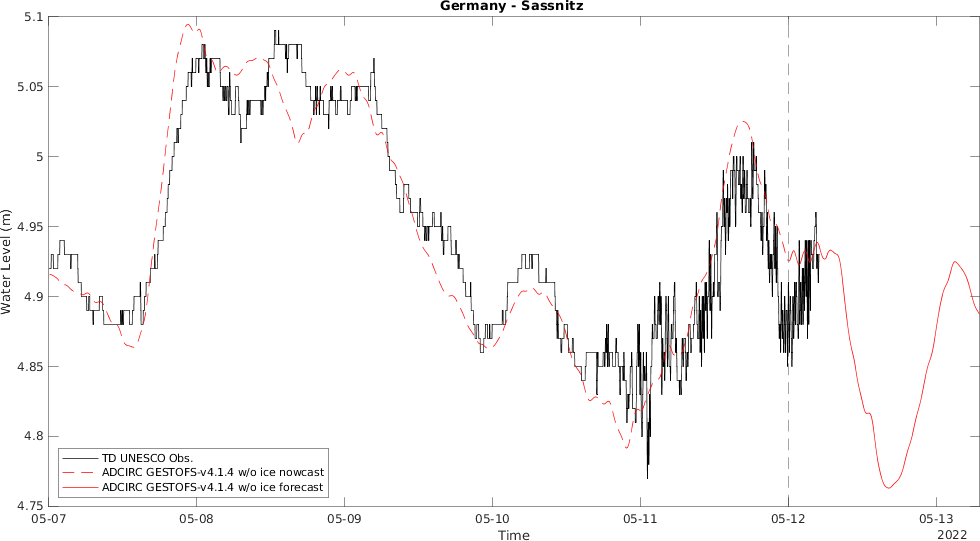 Germany - Sassnitz
5.1
5.05
5
4.95
4.9
4.85
4.8
4.75
Water Level (m)
TD UNESCO Obs.
ADCIRC GESTOFS-v4.1.4 w/o ice nowcast
ADCIRC GESTOFS-v4.1.4 w/o ice forecast
05-07 05-08 05-09 05-10 05-11 05-12 05-13
Time
2022